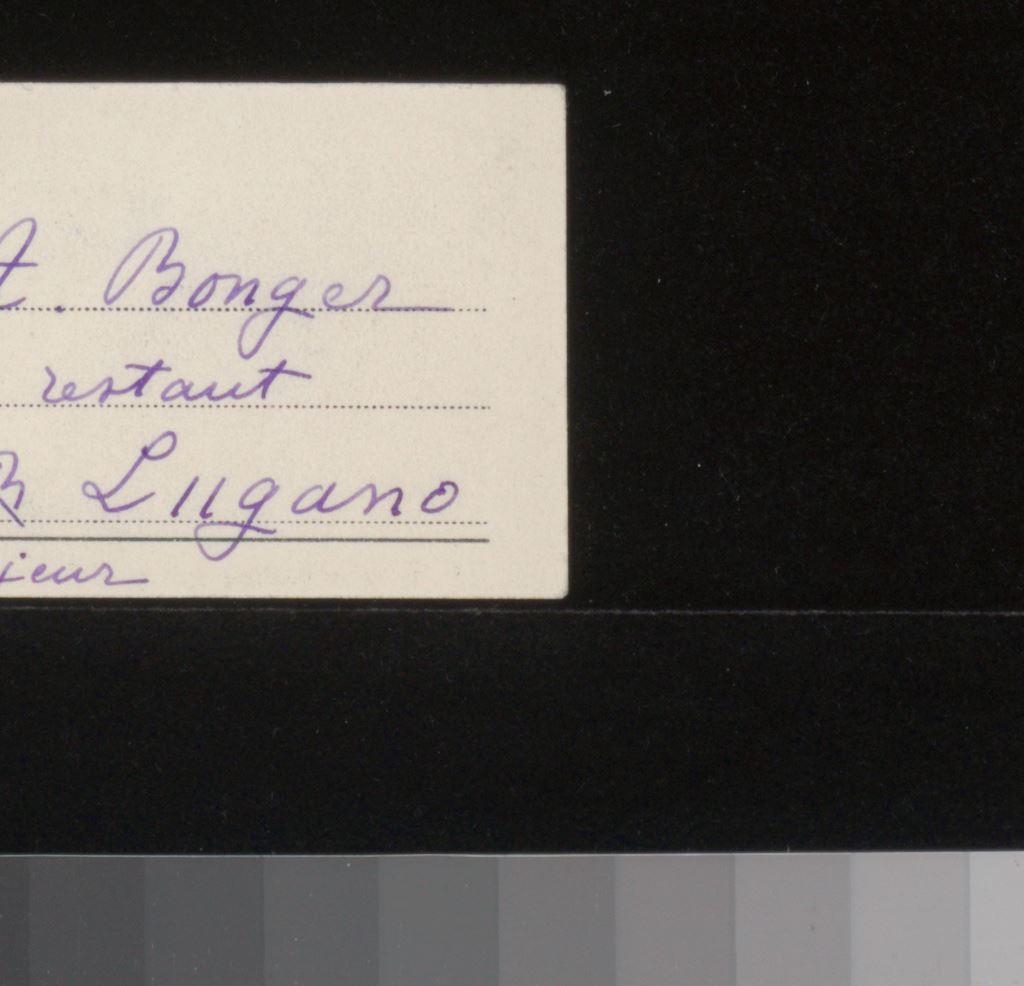 t. Bonger
restant
Lugano
ieur